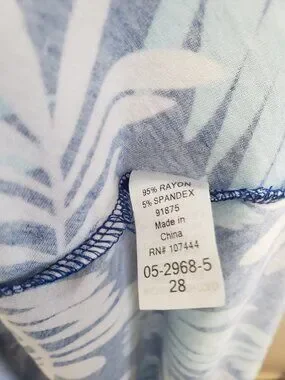 95% RAYON
5% SPANDEX
91875
Made in
China
RN# 107444
05-2968-5
28